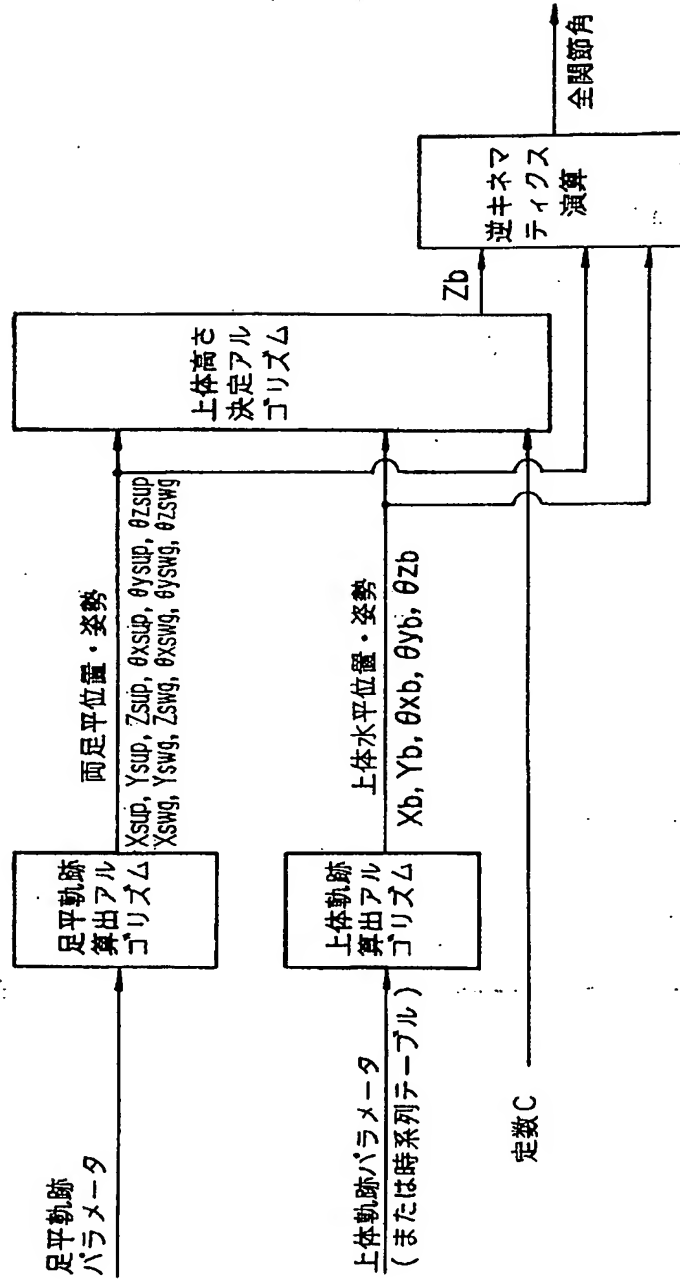 足平軌跡
パラメータ
足平軌跡
算出アル
ゴリズム
両足平位置・姿勢
Xsup, Ysup, Zsup, θxsup, θysup, θzsup
Xswg, Yswg, Zswg, θxswg, θyswg, θzswg
上体軌跡パラメータ
(または時系列テーブル)
上体軌跡
算出アル
ゴリズム
上体水平位置・姿勢
Xb, Yb, θxb, θyb, θzb
定数C
上体高さ
決定アル
ゴリズム
Zb
逆キネマ
ティクス
演算
全関節角